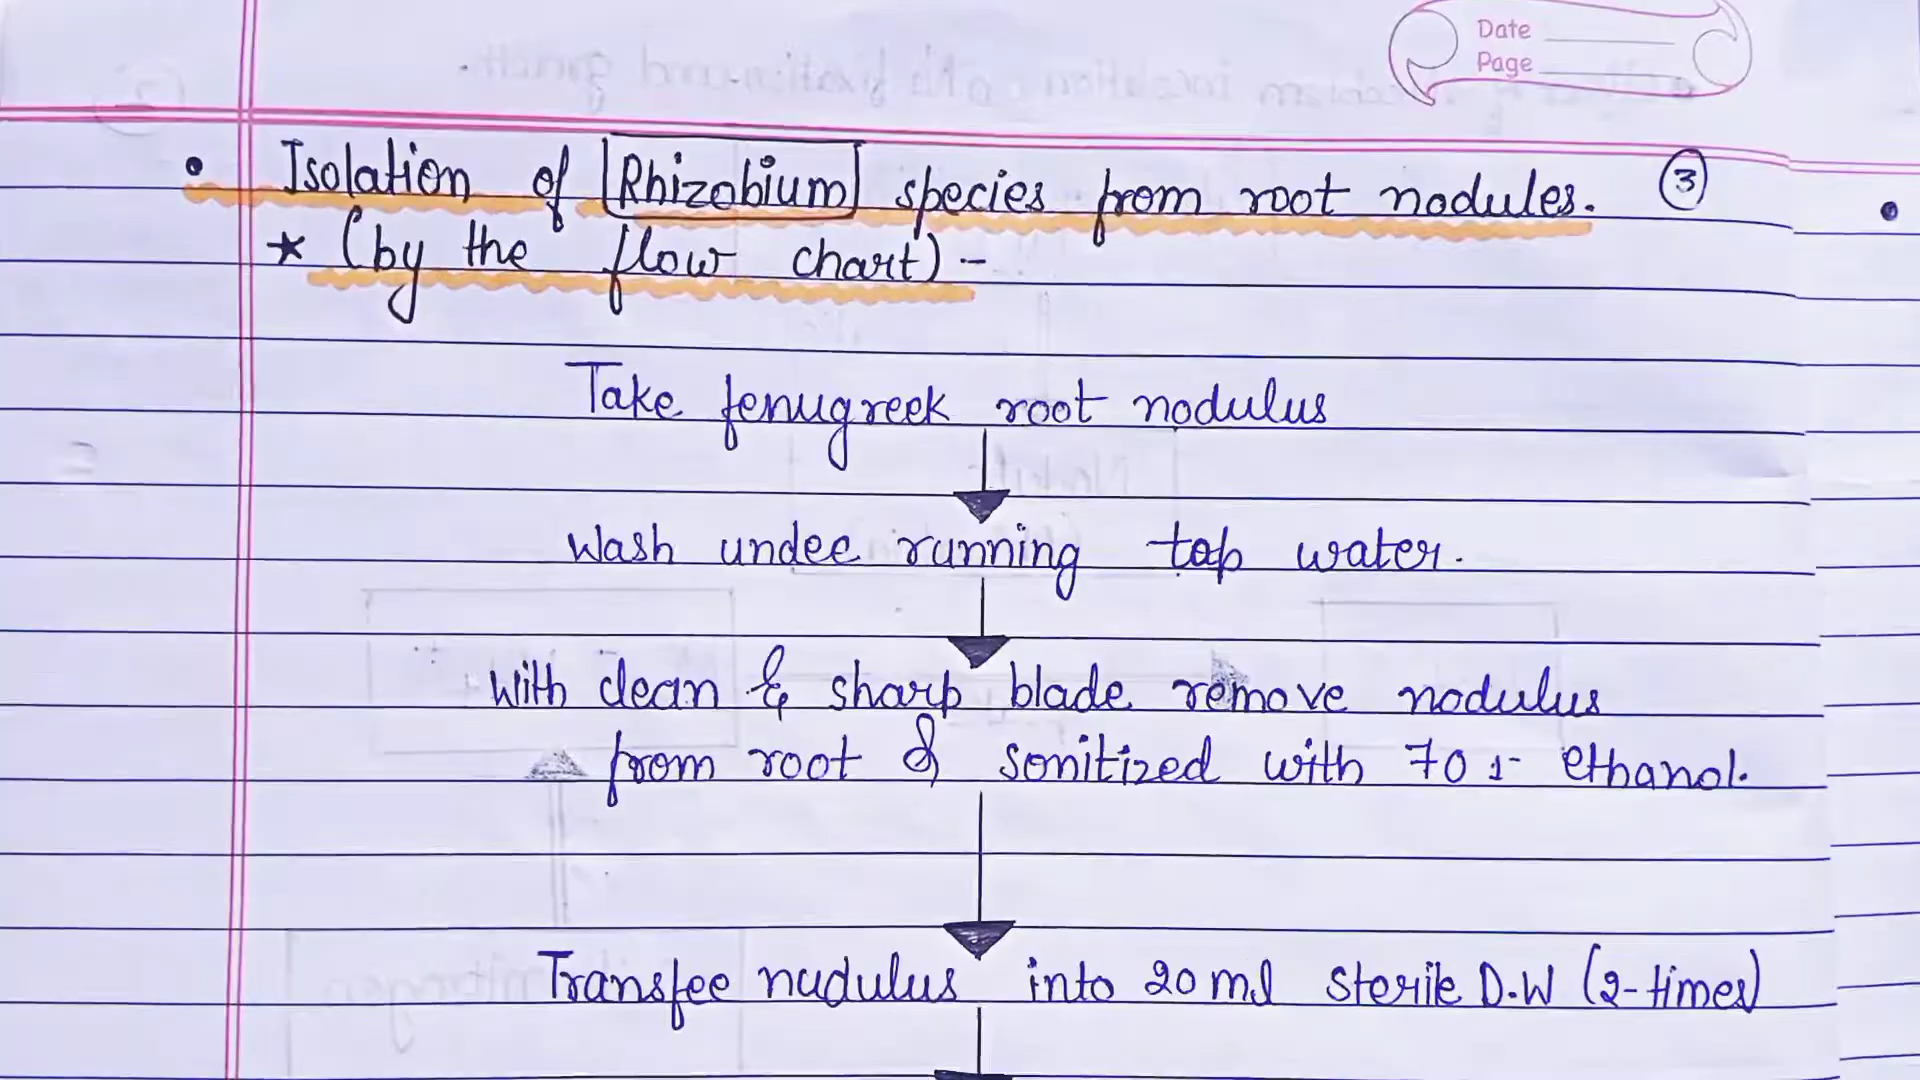 Date
Page
• Isolation of Rhizobium species from root nodules. ③
★ (by the flow chart) -
Take fenugreek root nodulus
Wash undee running tap water.
With clean & sharp blade remove nodulus
from root & sonitized with 70 ethanol.
Transfee nudulus into 20 ml sterile D.W (2-times)